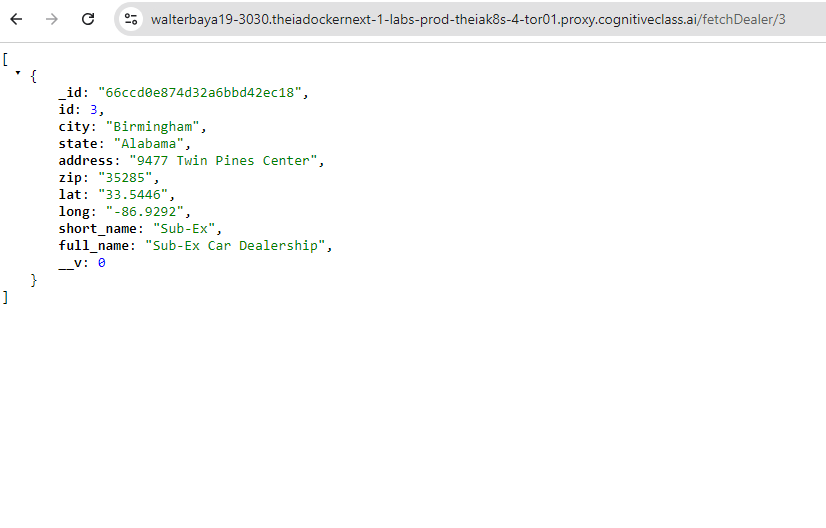 walterbaya19-3030.theiadockernext-1-labs-prod-theiak8s-4-tor01.proxy.cognitiveclass.ai/fetchDealer/3
[
{
_id: "66ccd0e874d32a6bbd42ec18",
id: 3,
city: "Birmingham",
state: "Alabama",
address: "9477 Twin Pines Center",
zip: "35285",
lat: "33.5446",
long: "-86.9292",
short_name: "Sub-Ex",
full_name: "Sub-Ex Car Dealership",
__v: 0
}
]